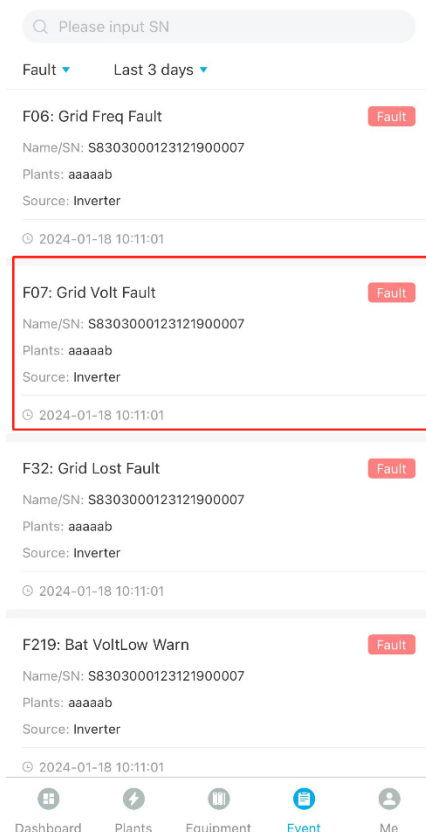 Please input SN
Fault Last 3 days
F06: Grid Freq Fault Fault
Name/SN: S8303000123121900007
Plants: aaaaab
Source: Inverter
2024-01-18 10:11:01
F07: Grid Volt Fault Fault
Name/SN: S8303000123121900007
Plants: aaaaab
Source: Inverter
2024-01-18 10:11:01
F32: Grid Lost Fault Fault
Name/SN: S8303000123121900007
Plants: aaaaab
Source: Inverter
2024-01-18 10:11:01
F219: Bat VoltLow Warn Fault
Name/SN: S8303000123121900007
Plants: aaaaab
Source: Inverter
2024-01-18 10:11:01
Dashboard Plants Equipment Event Me